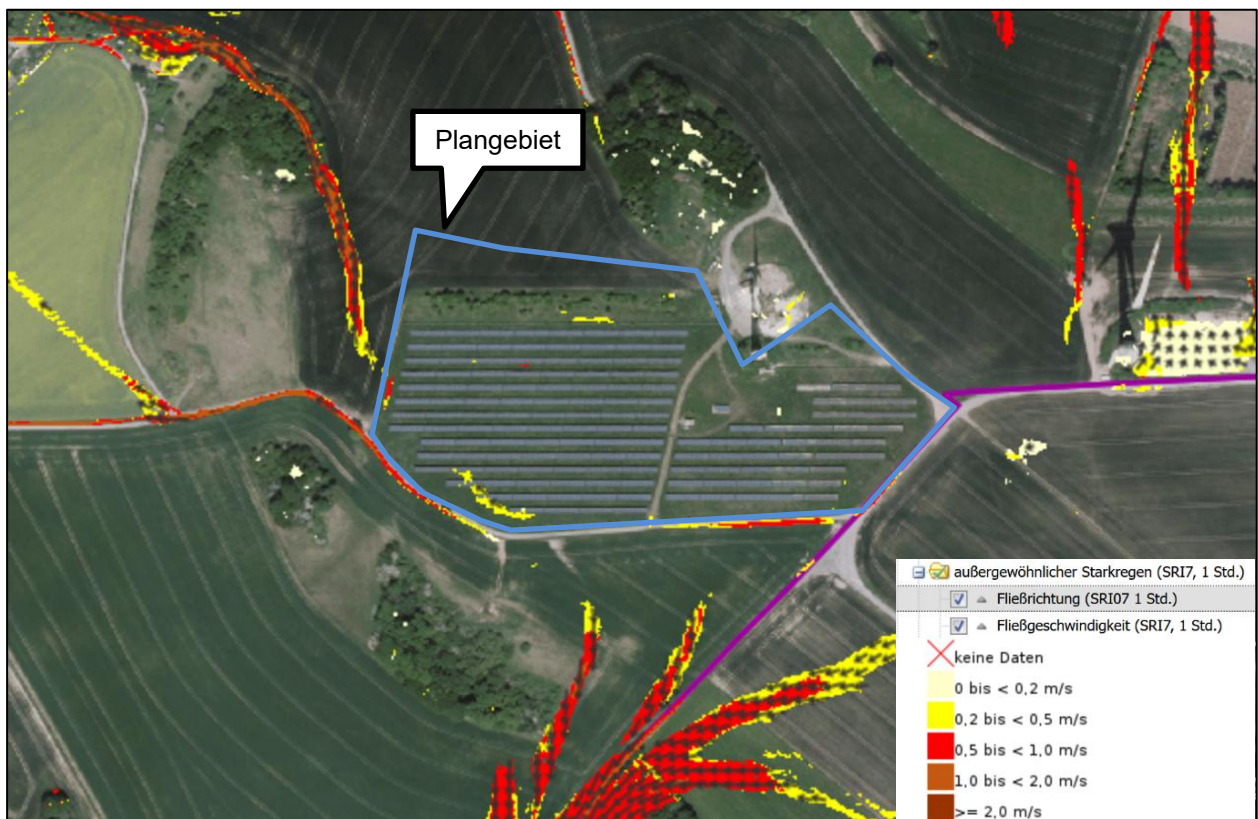 Plangebiet
außergewöhnlicher Starkregen (SRI7, 1 Std.)
Fließrichtung (SRI07 1 Std.)
Fließgeschwindigkeit (SRI7, 1 Std.)
keine Daten
0 bis < 0,2 m/s
0,2 bis < 0,5 m/s
0,5 bis < 1,0 m/s
1,0 bis < 2,0 m/s
>= 2,0 m/s